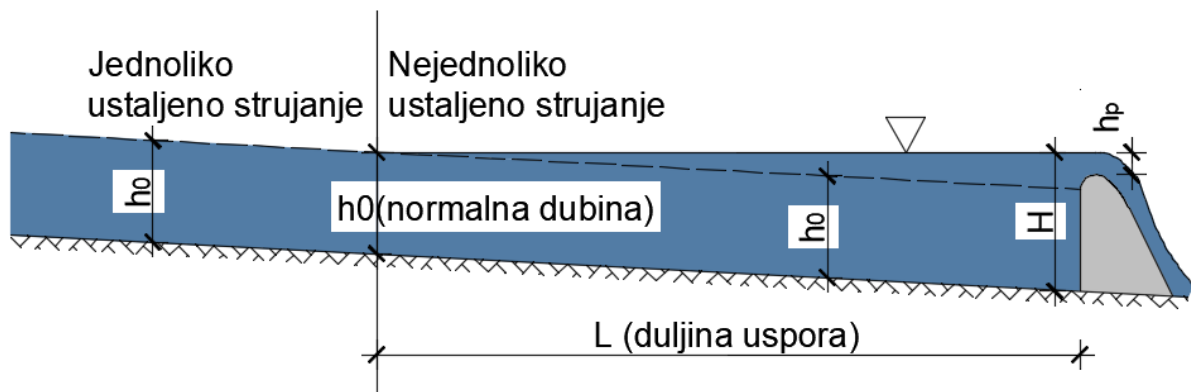 Jednoliko
ustaljeno strujanje
Nejednoliko
ustaljeno strujanje
hp
h0
h0(normalna dubina)
h0
H
L (duljina uspora)